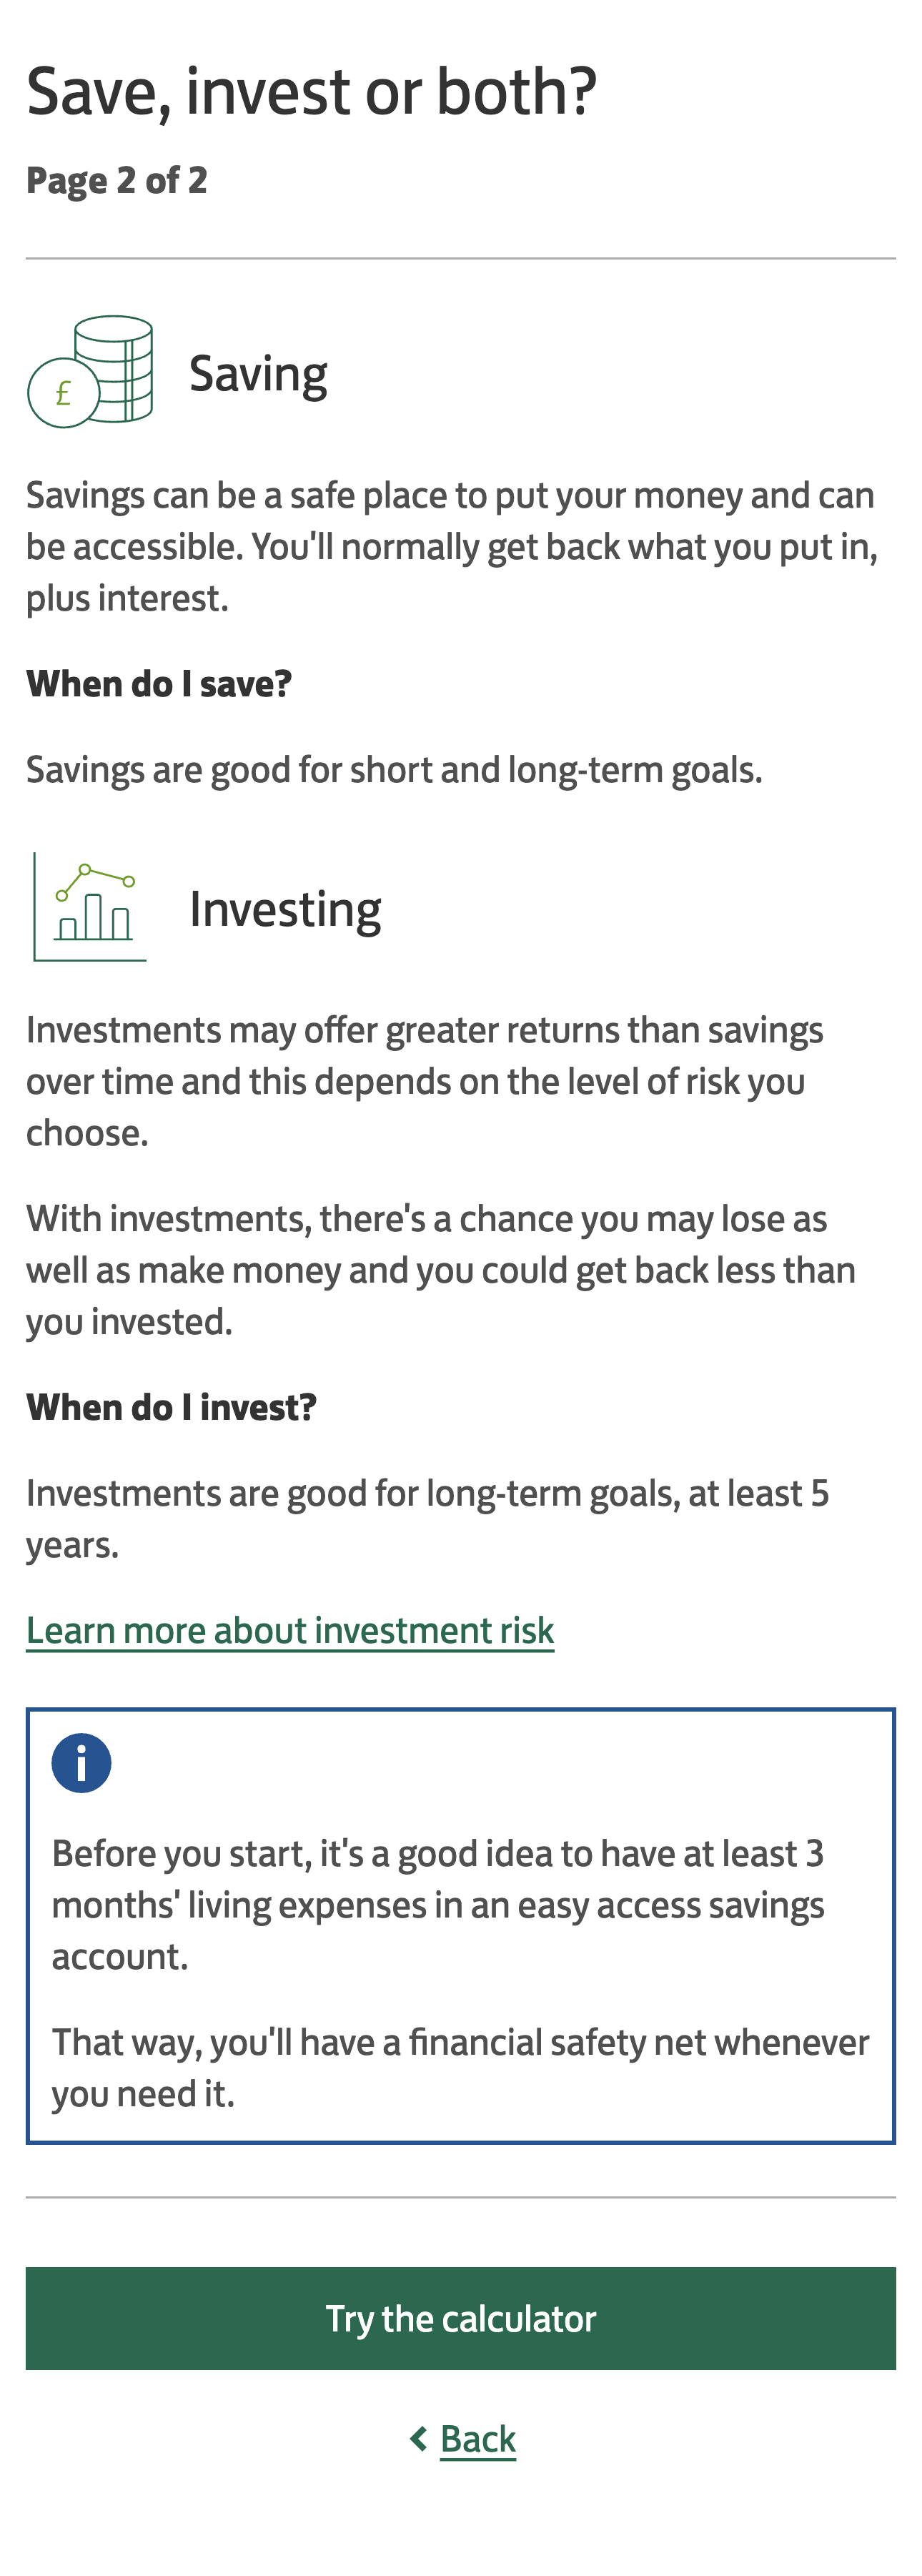 Save, invest or both?
Page 2 of 2
£
Saving
Savings can be a safe place to put your money and can
be accessible. You'll normally get back what you put in,
plus interest.
When do I save?
Savings are good for short and long-term goals.
Investing
Investments may offer greater returns than savings
over time and this depends on the level of risk you
choose.
With investments, there's a chance you may lose as
well as make money and you could get back less than
you invested.
When do I invest?
Investments are good for long-term goals, at least 5
years.
Learn more about investment risk
i
Before you start, it's a good idea to have at least 3
months' living expenses in an easy access savings
account.
That way, you'll have a financial safety net whenever
you need it.
Try the calculator
Back